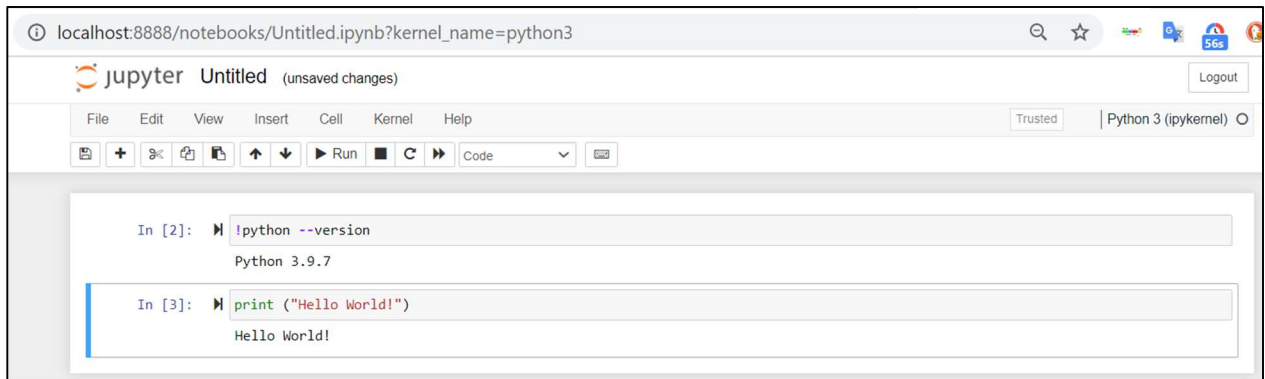 localhost:8888/notebooks/Untitled.ipynb?kernel_name=python3
56s
jupyter Untitled (unsaved changes)
Logout
File Edit View Insert Cell Kernel Help Trusted Python 3 (ipykernel)
Run Code
In [2]: !python --version
Python 3.9.7
In [3]: print ("Hello World!")
Hello World!